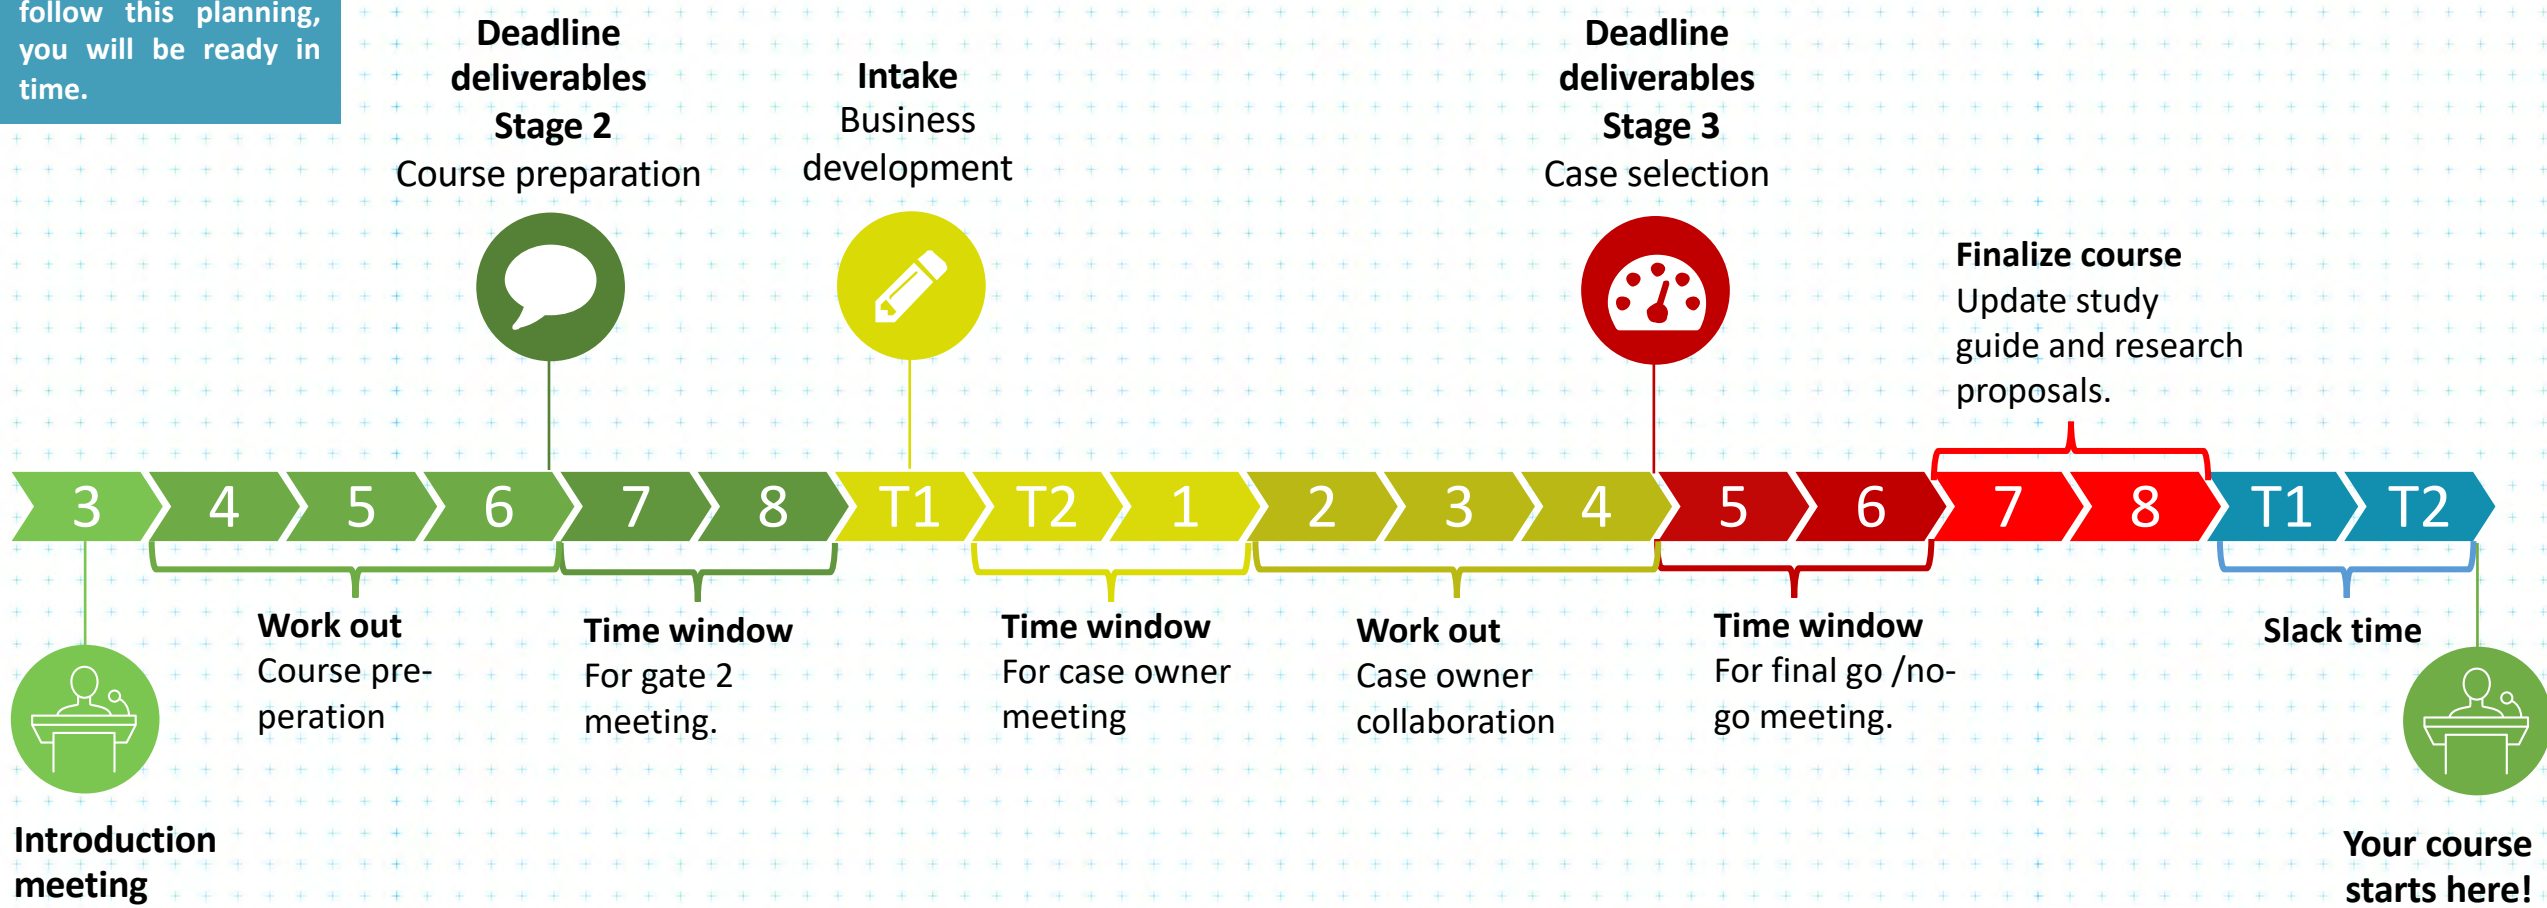 follow this planning,
you will be ready in
time.
Deadline
deliverables
Stage 2
Course preparation
Intake
Business
development
Deadline
deliverables
Stage 3
Case selection
Finalize course
Update study
guide and research
proposals.
3 4 5 6 7 8 T1 T2 1 2 3 4 5 6 7 8 T1 T2
Work out
Course pre-
peration
Time window
For gate 2
meeting.
Time window
For case owner
meeting
Work out
Case owner
collaboration
Time window
For final go /no-
go meeting.
Slack time
Introduction
meeting
Your course
starts here!